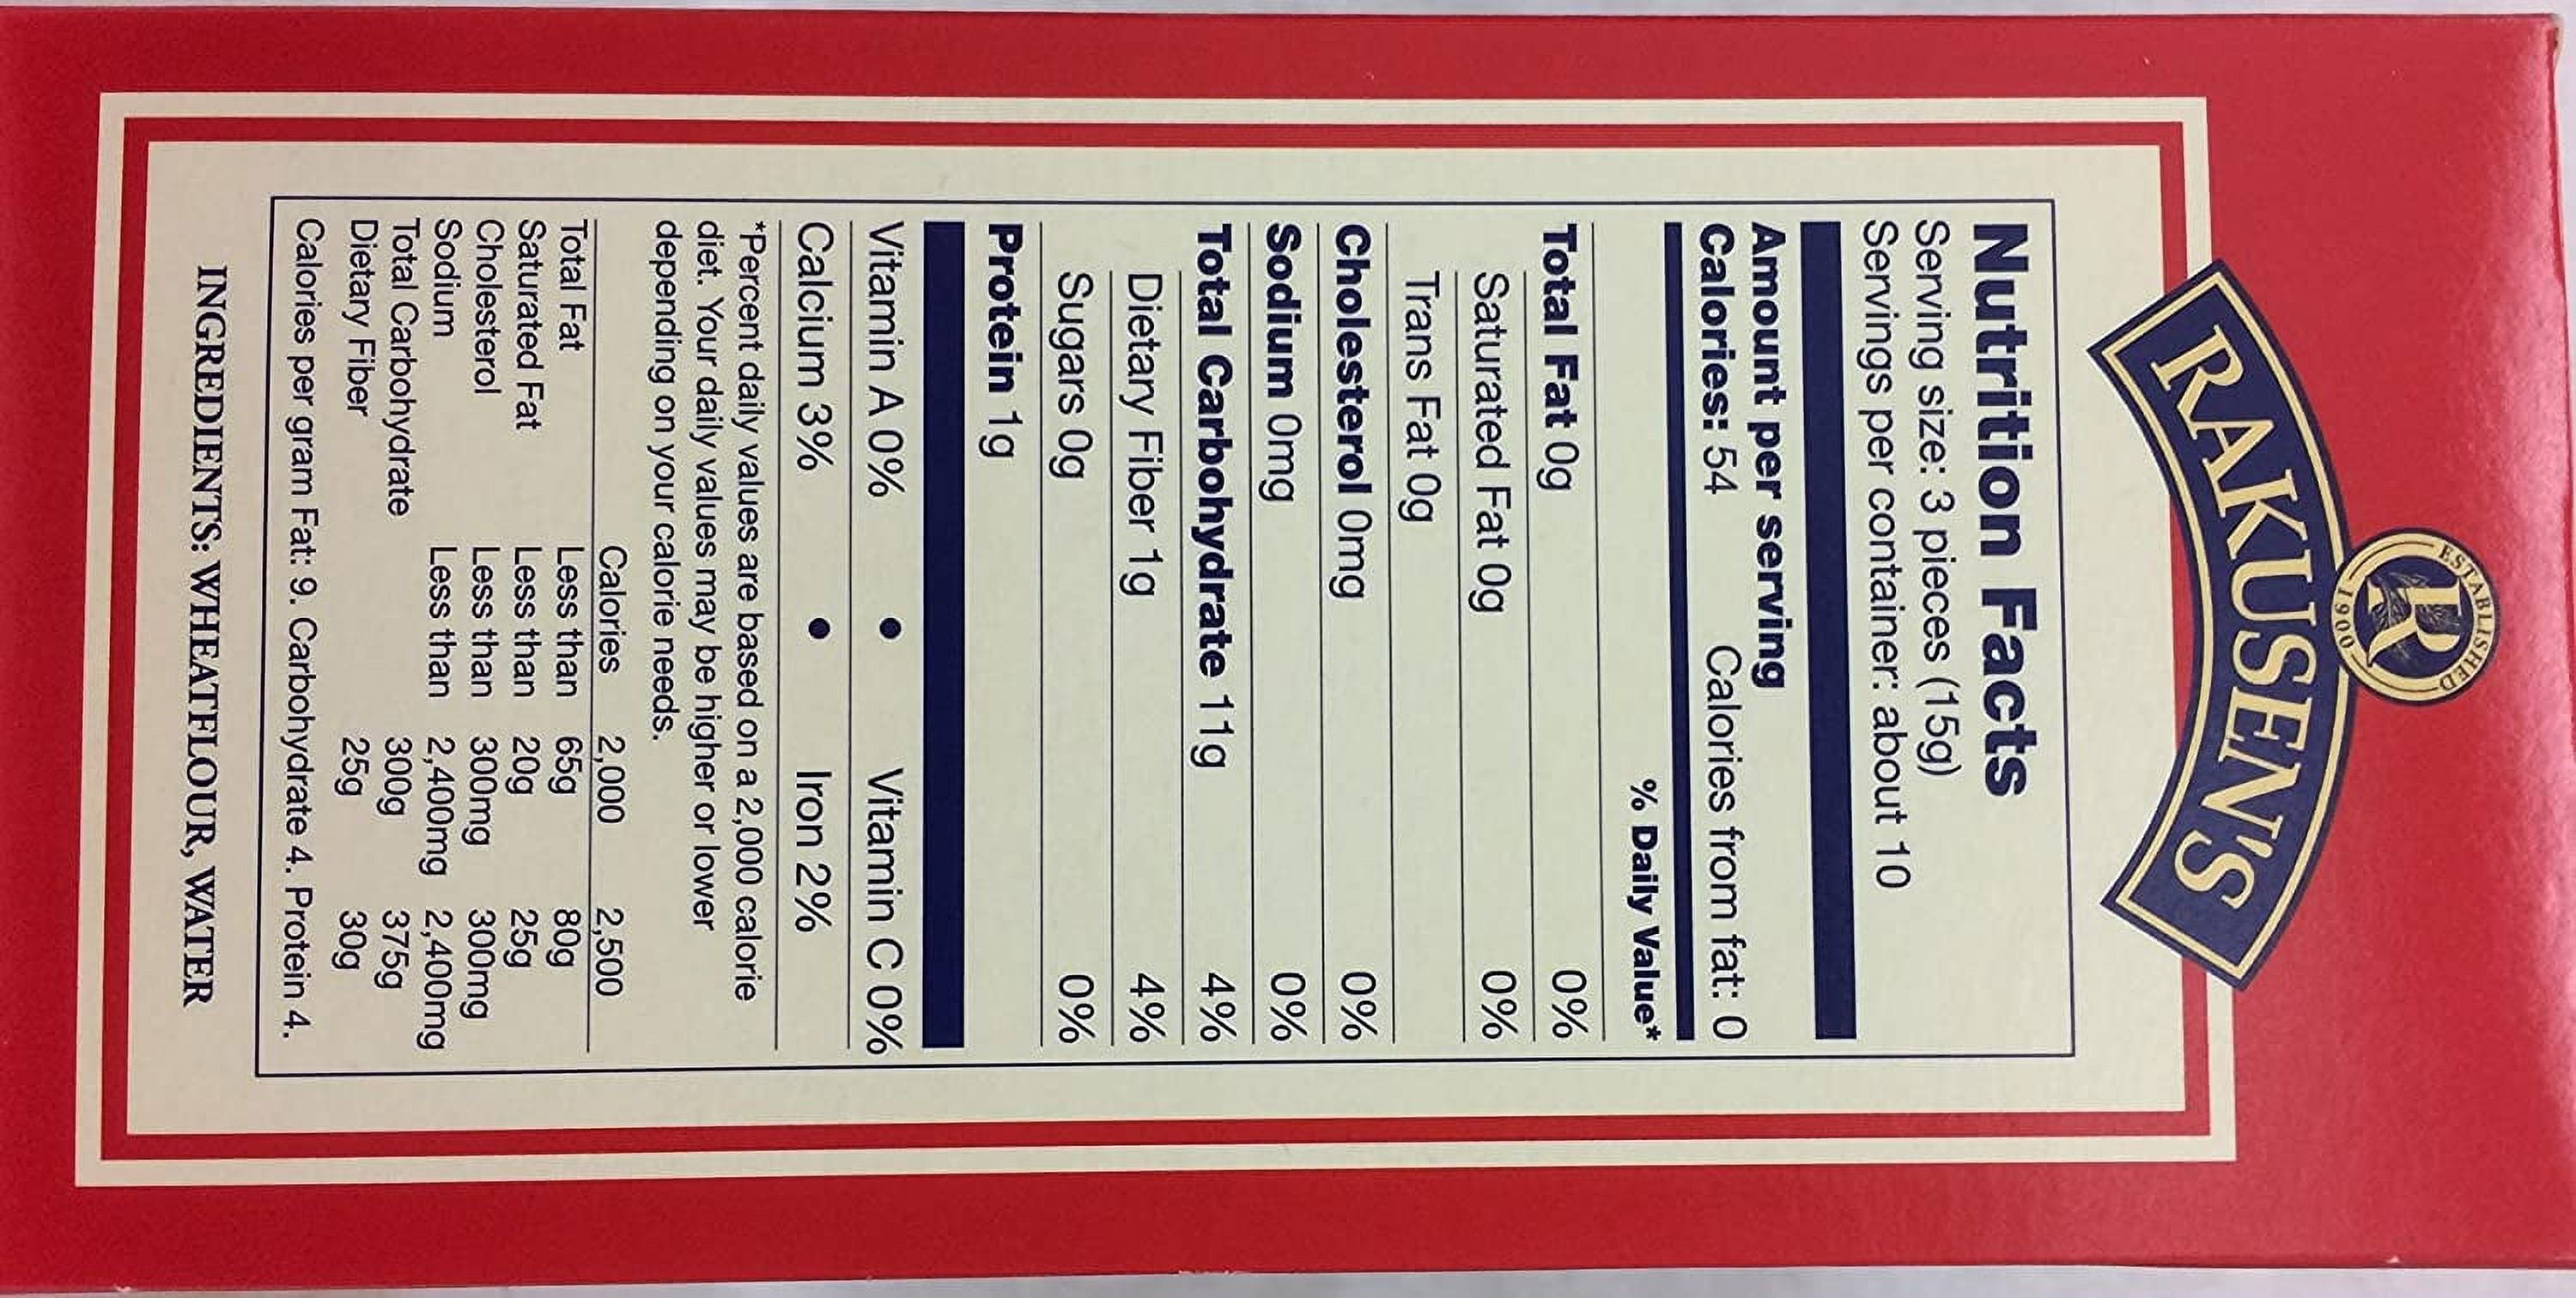 ESTABLISHED
R
1900
RAKUSEN'S
Nutrition Facts
Serving size: 3 pieces (15g)
Servings per container: about 10
Amount per serving
Calories: 54 Calories from fat: 0
% Daily Value*
Total Fat 0g 0%
Saturated Fat 0g 0%
Trans Fat 0g
Cholesterol 0mg 0%
Sodium 0mg 0%
Total Carbohydrate 11g 4%
Dietary Fiber 1g 4%
Sugars 0g 0%
Protein 1g
Vitamin A 0% • Vitamin C 0%
Calcium 3% • Iron 2%
*Percent daily values are based on a 2,000 calorie
diet. Your daily values may be higher or lower
depending on your calorie needs.
Calories 2,000 2,500
Total Fat Less than 65g 80g
Saturated Fat Less than 20g 25g
Cholesterol Less than 300mg 300mg
Sodium Less than 2,400mg 2,400mg
Total Carbohydrate 300g 375g
Dietary Fiber 25g 30g
Calories per gram Fat: 9. Carbohydrate 4. Protein 4.
INGREDIENTS: WHEATFLOUR, WATER